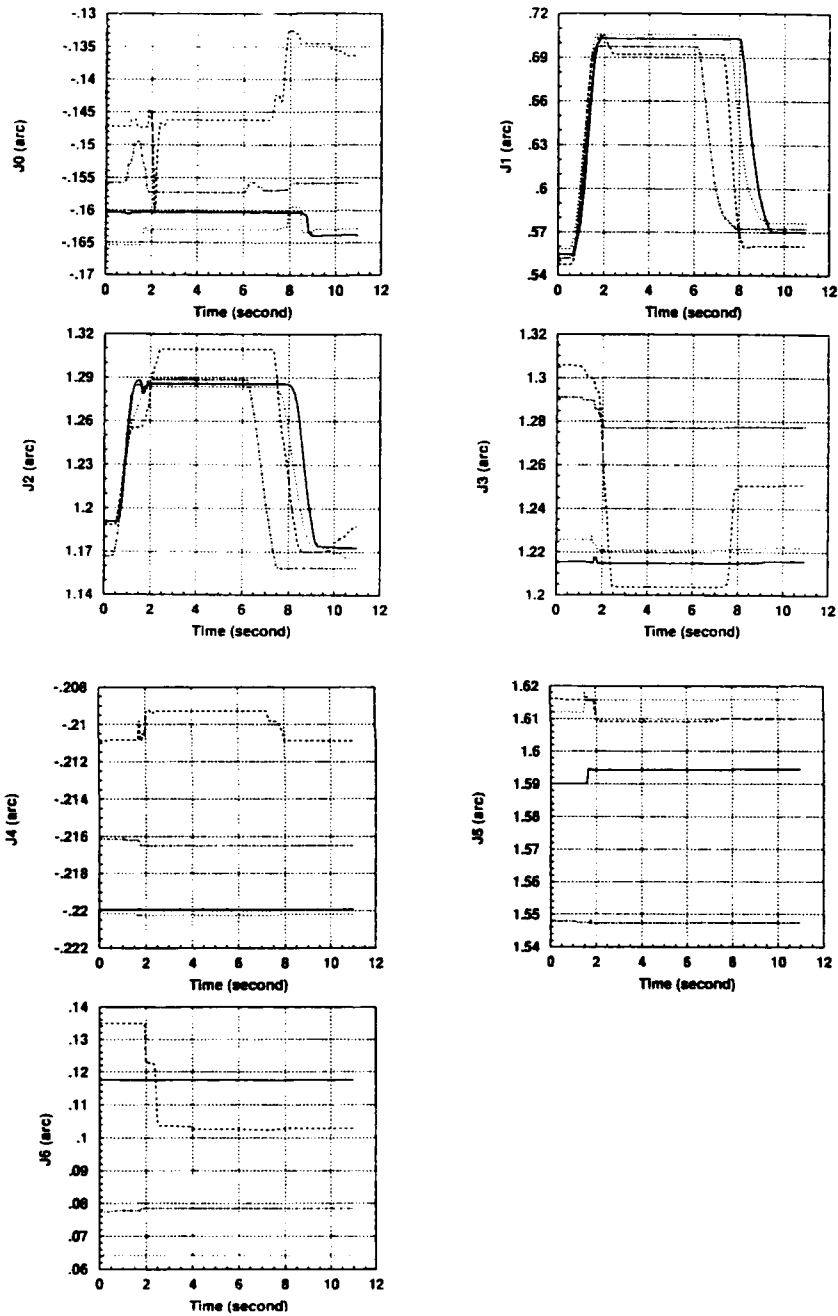 -.13
-.135
-.14
-.145
-.15
-.155
-.16
-.165
-.17
J0 (arc)
0 2 4 6 8 10 12
Time (second)
.72
.69
.66
.63
.6
.57
.54
J1 (arc)
0 2 4 6 8 10 12
Time (second)
1.32
1.29
1.26
1.23
1.2
1.17
1.14
J2 (arc)
0 2 4 6 8 10 12
Time (second)
1.32
1.3
1.28
1.26
1.24
1.22
1.2
J3 (arc)
0 2 4 6 8 10 12
Time (second)
-.208
-.21
-.212
-.214
-.216
-.218
-.22
-.222
J4 (arc)
0 2 4 6 8 10 12
Time (second)
1.62
1.61
1.6
1.59
1.58
1.57
1.56
1.55
1.54
J5 (arc)
0 2 4 6 8 10 12
Time (second)
.14
.13
.12
.11
.1
.09
.08
.07
.06
J6 (arc)
0 2 4 6 8 10 12
Time (second)